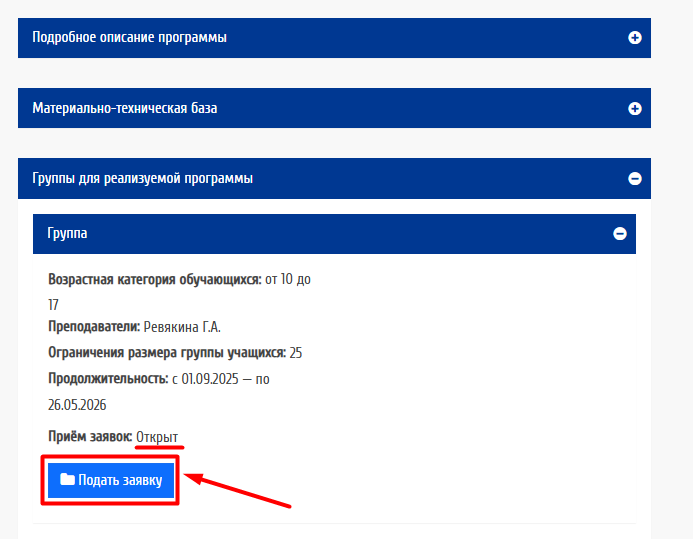 Подробное описание программы
Материально-техническая база
Группы для реализуемой программы
Группа
Возрастная категория обучающихся: от 10 до
17
Преподаватели: Ревякина Г.А.
Ограничения размера группы учащихся: 25
Продолжительность: с 01.09.2025 — по
26.05.2026
Приём заявок: Открыт
Подать заявку